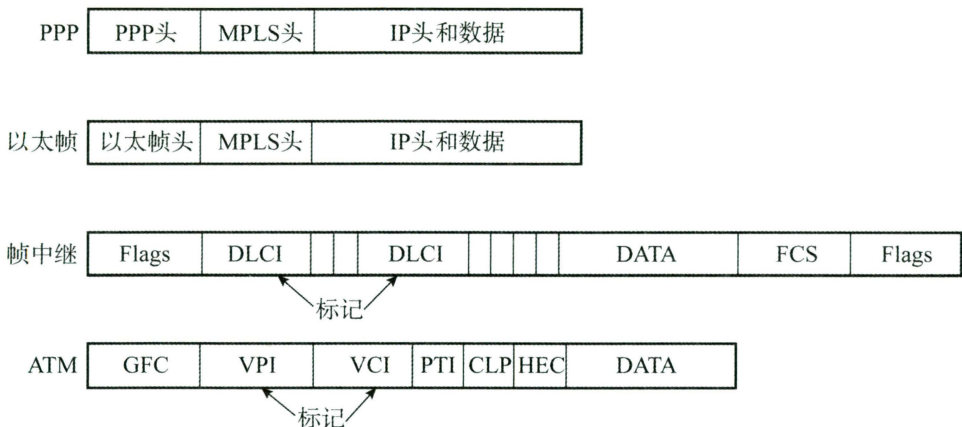 PPP PPP头 MPLS头 IP头和数据
以太帧 以太帧头 MPLS头 IP头和数据
帧中继 Flags DLCI DLCI DATA FCS Flags
标记
ATM GFC VPI VCI PTI CLP HEC DATA
标记